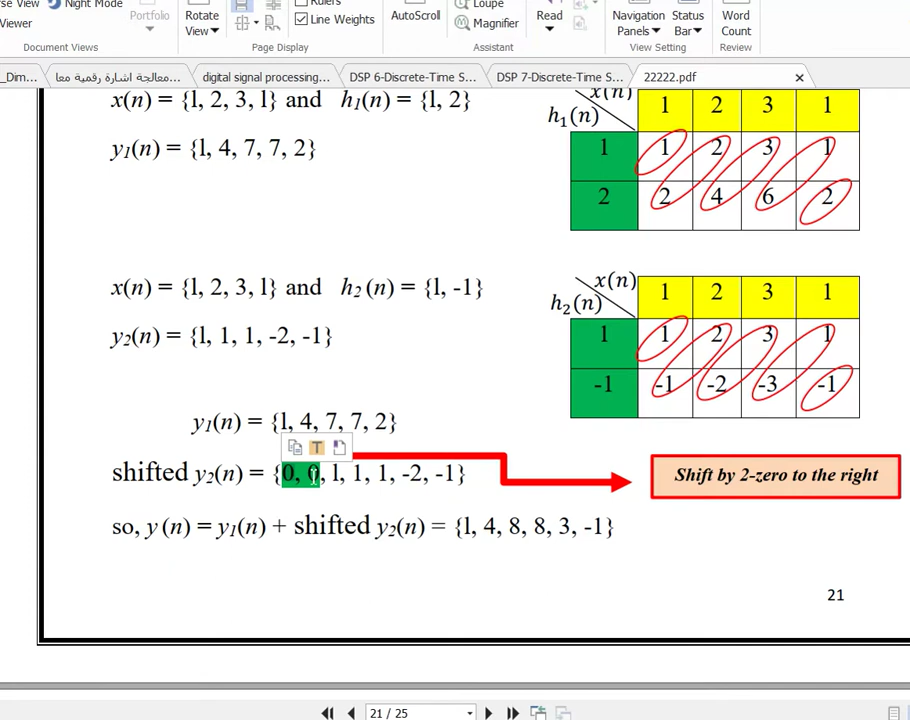 se View
Night Mode
Rulers
Loupe
Viewer
Portfolio
Rotate
View
Line Weights
AutoScroll
Magnifier
Read
Navigation
Panels
Status
Bar
Word
Count
Document Views
Page Display
Assistant
View Setting
Review
_Dim...
معالجة اشارة رقمية معا...
digital signal processing...
DSP 6-Discrete-Time S...
DSP 7-Discrete-Time S...
22222.pdf
x(n) = {1, 2, 3, 1} and h1(n) = {1, 2}
y1(n) = {1, 4, 7, 7, 2}
x(n) 1 2 3 1
h₁(n)
1 1 2 3 1
2 2 4 6 2
x(n) = {1, 2, 3, 1} and h2 (n) = {1, -1}
y2(n) = {1, 1, 1, -2, -1}
x(n) 1 2 3 1
h₂(n)
1 1 2 3 1
-1 -1 -2 -3 -1
y1(n) = {1, 4, 7, 7, 2}
shifted y2(n) = {0, 0, 1, 1, 1, -2, -1}
Shift by 2-zero to the right
so, y (n) = y1(n) + shifted y2(n) = {1, 4, 8, 8, 3, -1}
21
21 / 25